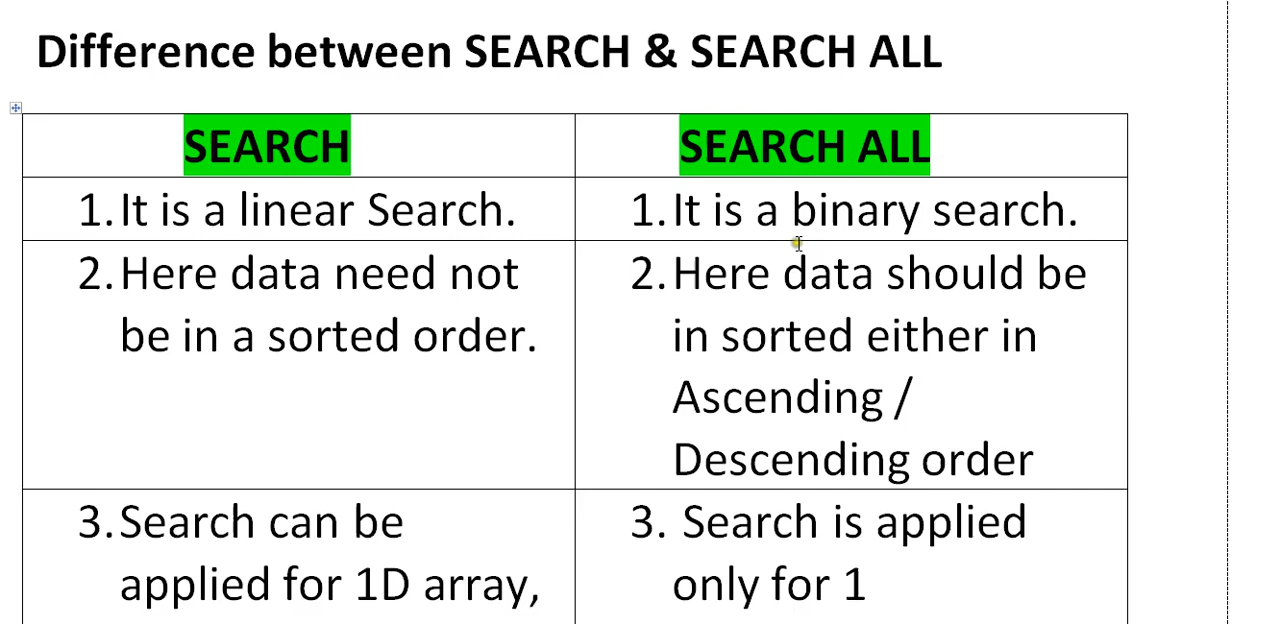 Difference between SEARCH & SEARCH ALL
SEARCH
SEARCH ALL
1. It is a linear Search.
1. It is a binary search.
2. Here data need not
be in a sorted order.
2. Here data should be
in sorted either in
Ascending /
Descending order
3. Search can be
applied for 1D array,
3. Search is applied
only for 1